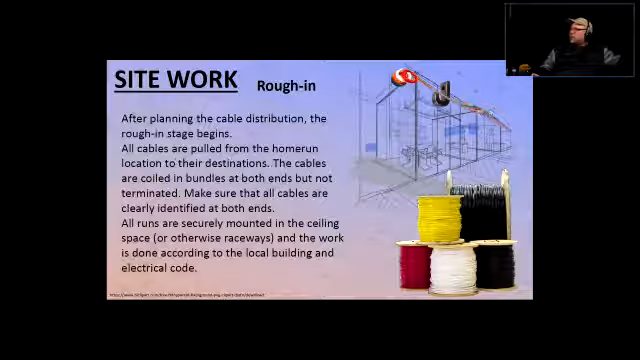 SITE WORK Rough-in
After planning the cable distribution, the
rough-in stage begins.
All cables are pulled from the homerun
location to their destinations. The cables
are coiled in bundles at both ends but not
terminated. Make sure that all cables are
clearly identified at both ends.
All runs are securely mounted in the ceiling
space (or otherwise raceways) and the work
is done according to the local building and
electrical code.